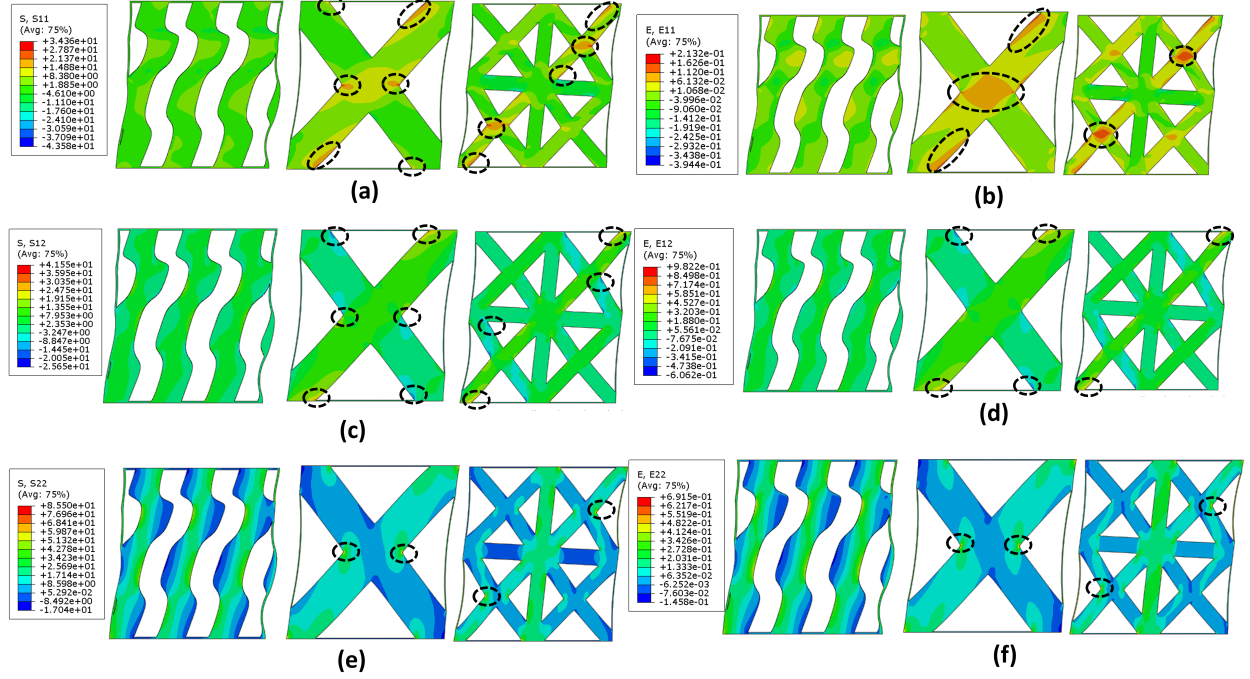 S, S11
(Avg: 75%)
+3.436e+01
+2.787e+01
+2.137e+01
+1.488e+01
+8.380e+00
+1.885e+00
-4.610e+00
-1.110e+01
-1.760e+01
-2.410e+01
-3.059e+01
-3.709e+01
-4.358e+01
(a)
E, E11
(Avg: 75%)
+2.132e-01
+1.626e-01
+1.120e-01
+6.132e-02
+1.068e-02
-3.996e-02
-9.060e-02
-1.412e-01
-1.919e-01
-2.425e-01
-2.932e-01
-3.438e-01
-3.944e-01
(b)
S, S12
(Avg: 75%)
+4.155e+01
+3.595e+01
+3.035e+01
+2.475e+01
+1.915e+01
+1.355e+01
+7.953e+00
+2.353e+00
-3.247e+00
-8.847e+00
-1.445e+01
-2.005e+01
-2.565e+01
(c)
E, E12
(Avg: 75%)
+9.822e-01
+8.498e-01
+7.174e-01
+5.851e-01
+4.527e-01
+3.203e-01
+1.880e-01
+5.561e-02
-7.675e-02
-2.091e-01
-3.415e-01
-4.738e-01
-6.062e-01
(d)
S, S22
(Avg: 75%)
+8.550e+01
+7.696e+01
+6.841e+01
+5.987e+01
+5.132e+01
+4.278e+01
+3.423e+01
+2.569e+01
+1.714e+01
+8.598e+00
+5.292e-02
-8.492e+00
-1.704e+01
(e)
E, E22
(Avg: 75%)
+6.915e-01
+6.217e-01
+5.519e-01
+4.822e-01
+4.124e-01
+3.426e-01
+2.728e-01
+2.031e-01
+1.333e-01
+6.352e-02
-6.252e-03
-7.603e-02
-1.458e-01
(f)